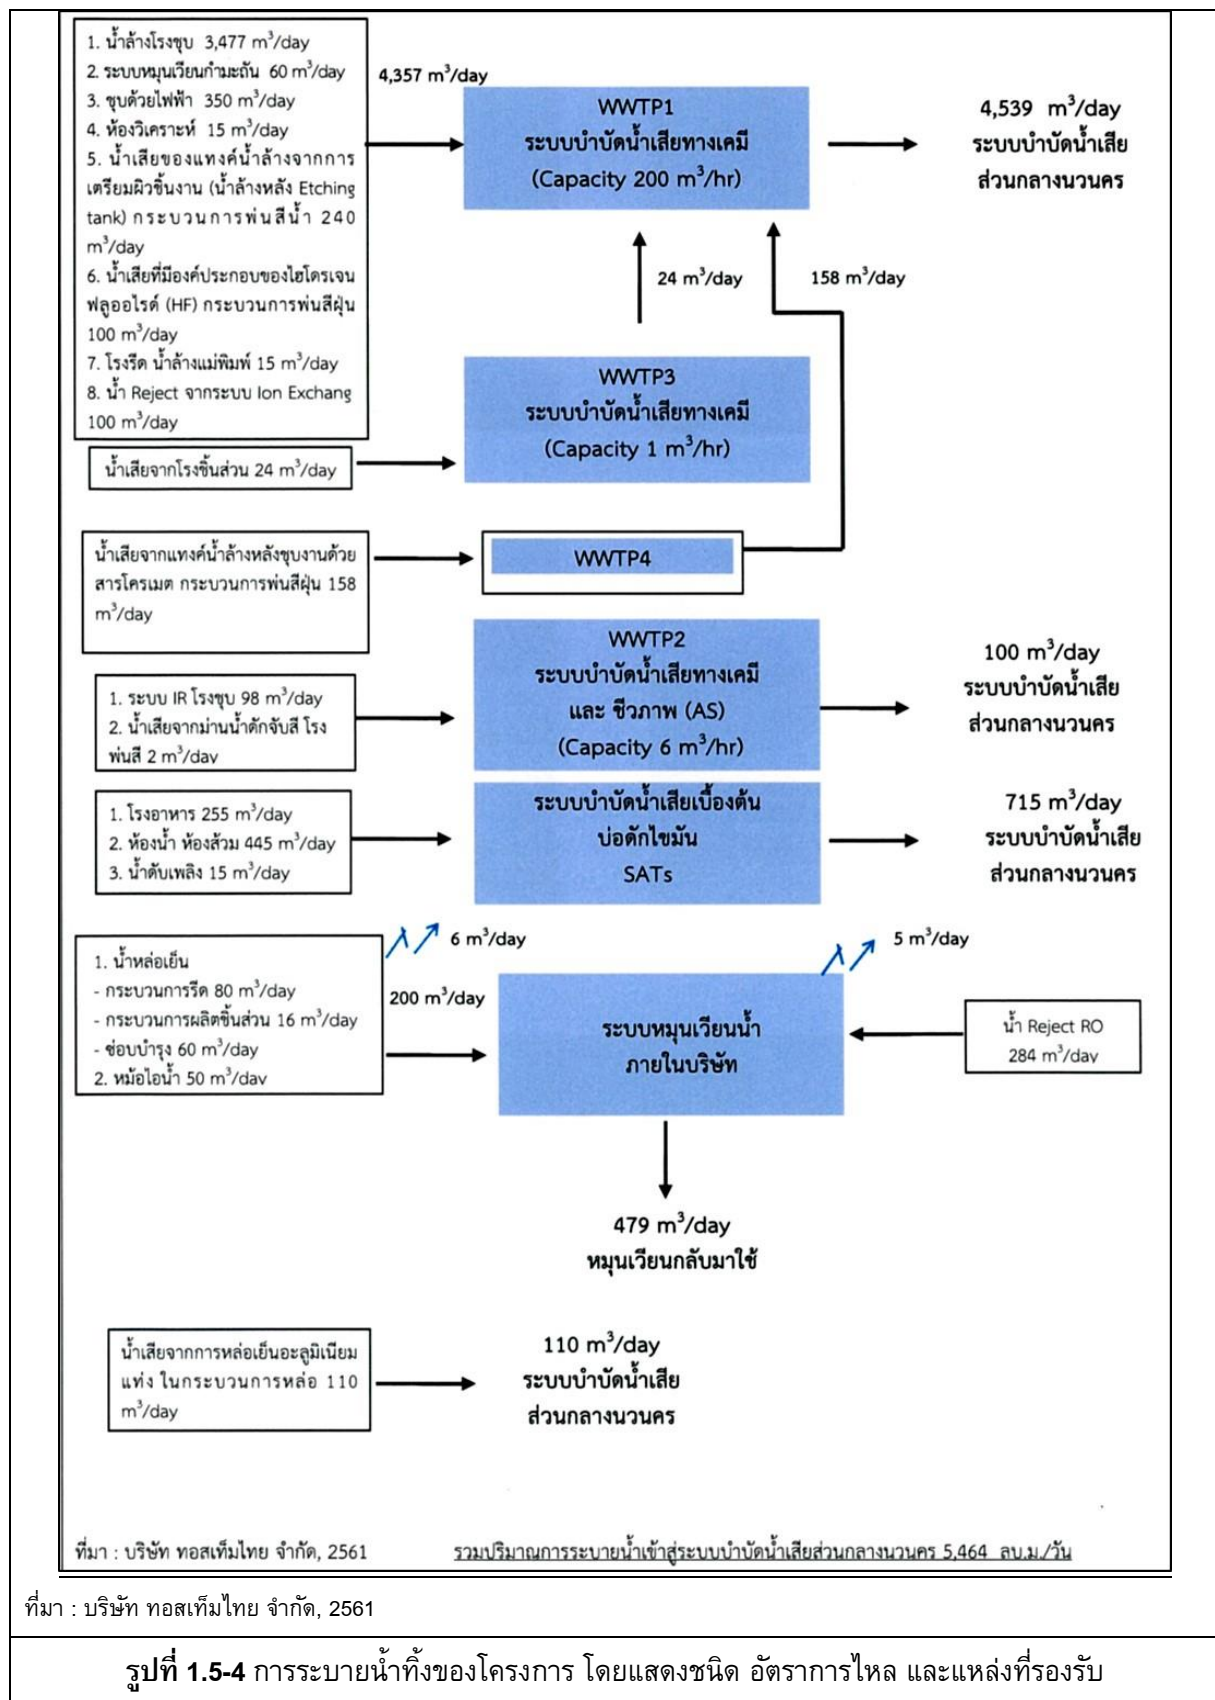 1. น้ำล้างโรงชุบ 3,477 m³/day
2. ระบบหมุนเวียนกำมะถัน 60 m³/day
3. ชุบด้วยไฟฟ้า 350 m³/day
4. ห้องวิเคราะห์ 15 m³/day
5. น้ำเสียของแทงค์น้ำล้างจากการ
เตรียมผิวชิ้นงาน (น้ำล้างหลัง Etching
tank) กระบวนการพ่นสีน้ำ 240
m³/day
6. น้ำเสียที่มีองค์ประกอบของไฮโดรเจน
ฟลูออไรด์ (HF) กระบวนการพ่นสีฝุ่น
100 m³/day
7. โรงรีด น้ำล้างแม่พิมพ์ 15 m³/day
8. น้ำ Reject จากระบบ Ion Exchang
100 m³/day
4,357 m³/day
WWTP1
ระบบบำบัดน้ำเสียทางเคมี
(Capacity 200 m³/hr)
4,539 m³/day
ระบบบำบัดน้ำเสีย
ส่วนกลางนวนคร
24 m³/day
158 m³/day
น้ำเสียจากโรงชิ้นส่วน 24 m³/day
WWTP3
ระบบบำบัดน้ำเสียทางเคมี
(Capacity 1 m³/hr)
น้ำเสียจากแทงค์น้ำล้างหลังชุบงานด้วย
สารโครเมต กระบวนการพ่นสีฝุ่น 158
m³/day
WWTP4
1. ระบบ IR โรงชุบ 98 m³/day
2. น้ำเสียจากม่านน้ำดักจับสี โรง
พ่นสี 2 m³/day
WWTP2
ระบบบำบัดน้ำเสียทางเคมี
และ ชีวภาพ (AS)
(Capacity 6 m³/hr)
100 m³/day
ระบบบำบัดน้ำเสีย
ส่วนกลางนวนคร
1. โรงอาหาร 255 m³/day
2. ห้องน้ำ ห้องส้วม 445 m³/day
3. น้ำดับเพลิง 15 m³/day
ระบบบำบัดน้ำเสียเบื้องต้น
บ่อดักไขมัน
SATs
715 m³/day
ระบบบำบัดน้ำเสีย
ส่วนกลางนวนคร
6 m³/day
5 m³/day
1. น้ำหล่อเย็น
- กระบวนการรีด 80 m³/day
- กระบวนการผลิตชิ้นส่วน 16 m³/day
- ซ่อบบำรุง 60 m³/day
2. หม้อไอน้ำ 50 m³/day
200 m³/day
ระบบหมุนเวียนน้ำ
ภายในบริษัท
น้ำ Reject RO
284 m³/day
479 m³/day
หมุนเวียนกลับมาใช้
น้ำเสียจากการหล่อเย็นอะลูมิเนียม
แท่ง ในกระบวนการหล่อ 110
m³/day
110 m³/day
ระบบบำบัดน้ำเสีย
ส่วนกลางนวนคร
ที่มา : บริษัท ทอสเท็มไทย จำกัด, 2561
รวมปริมาณการระบายน้ำเข้าสู่ระบบบำบัดน้ำเสียส่วนกลางนวนคร 5,464 ลบ.ม./วัน
ที่มา : บริษัท ทอสเท็มไทย จำกัด, 2561
รูปที่ 1.5-4 การระบายน้ำทิ้งของโครงการ โดยแสดงชนิด อัตราการไหล และแหล่งที่รองรับ